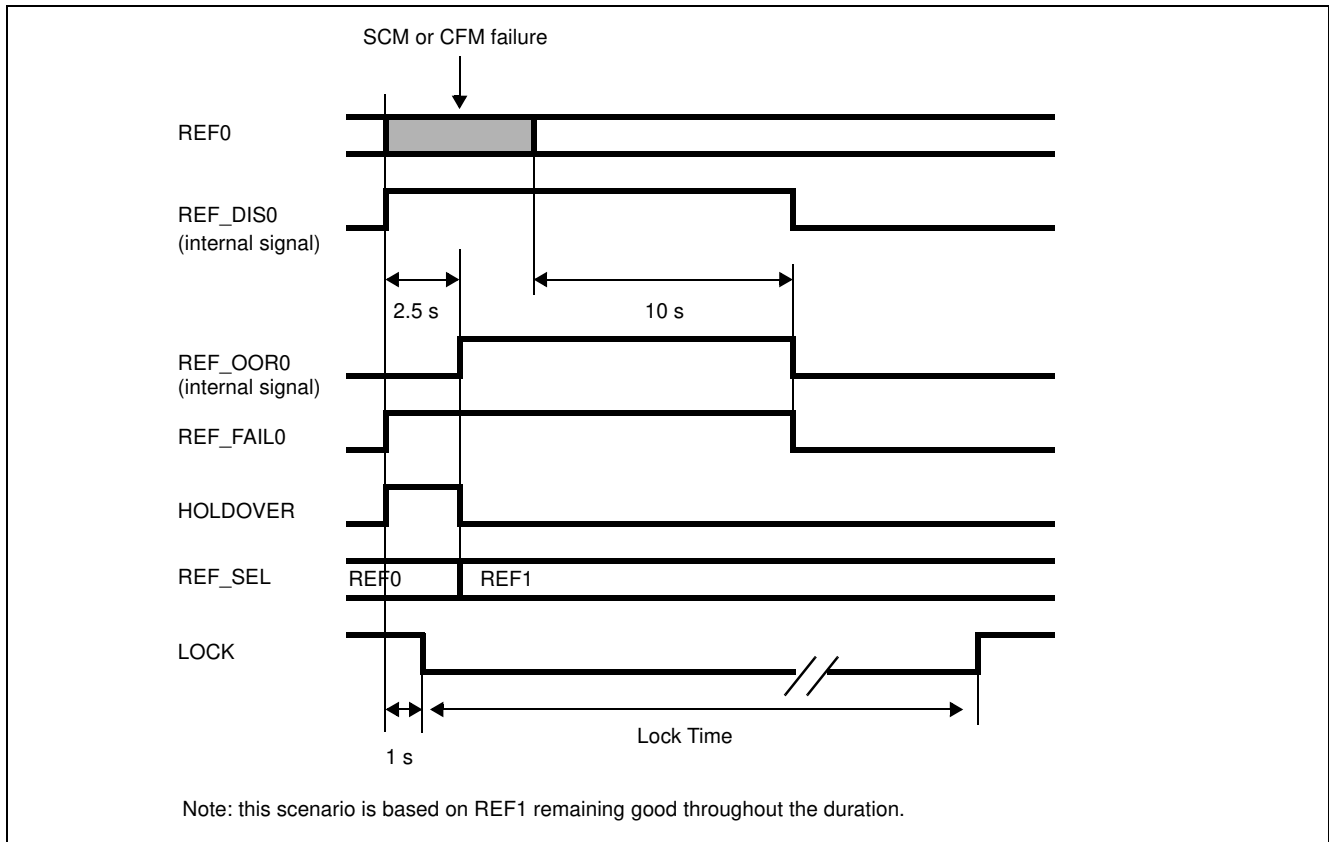 SCM or CFM failure
REF0
REF_DIS0
(internal signal)
2.5 s
10 s
REF_OOR0
(internal signal)
REF_FAIL0
HOLDOVER
REF_SEL
REF0
REF1
LOCK
Lock Time
1 s
Note: this scenario is based on REF1 remaining good throughout the duration.